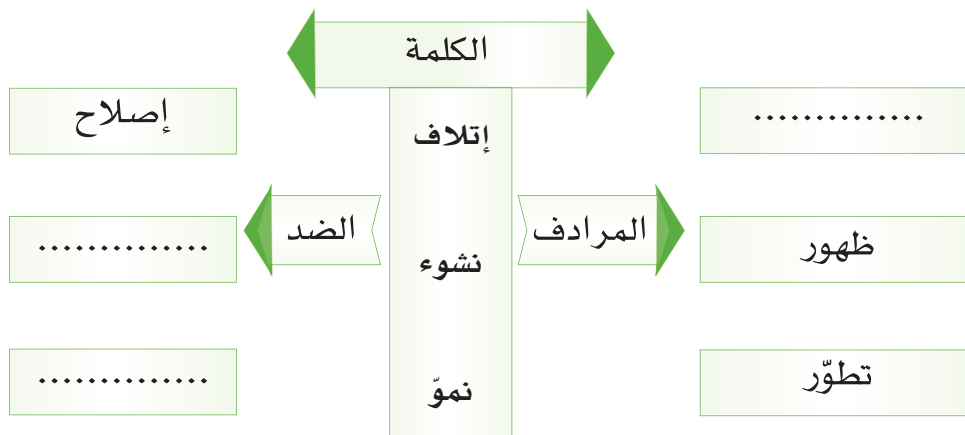 الكلمة
.............. إتلاف إصلاح
المرادف الضد
ظهور نشوء ..............
تطوّر نموّ ..............